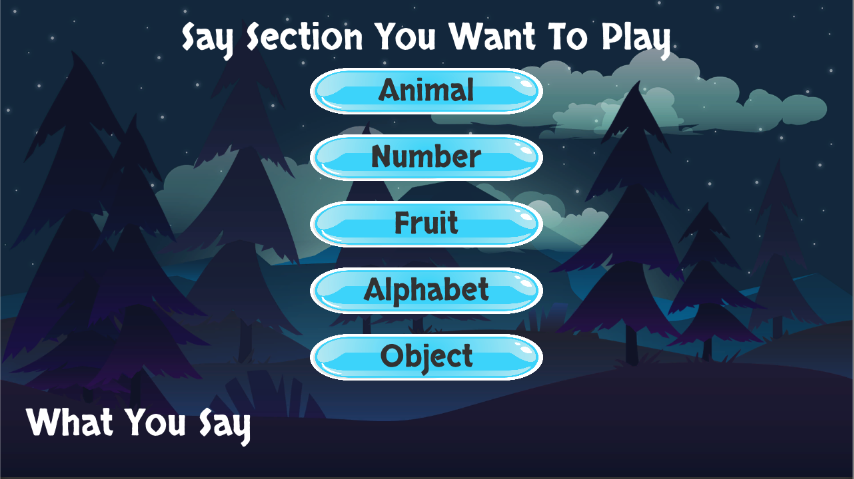 Say Section You Want To Play
Animal
Number
Fruit
Alphabet
Object
What You Say